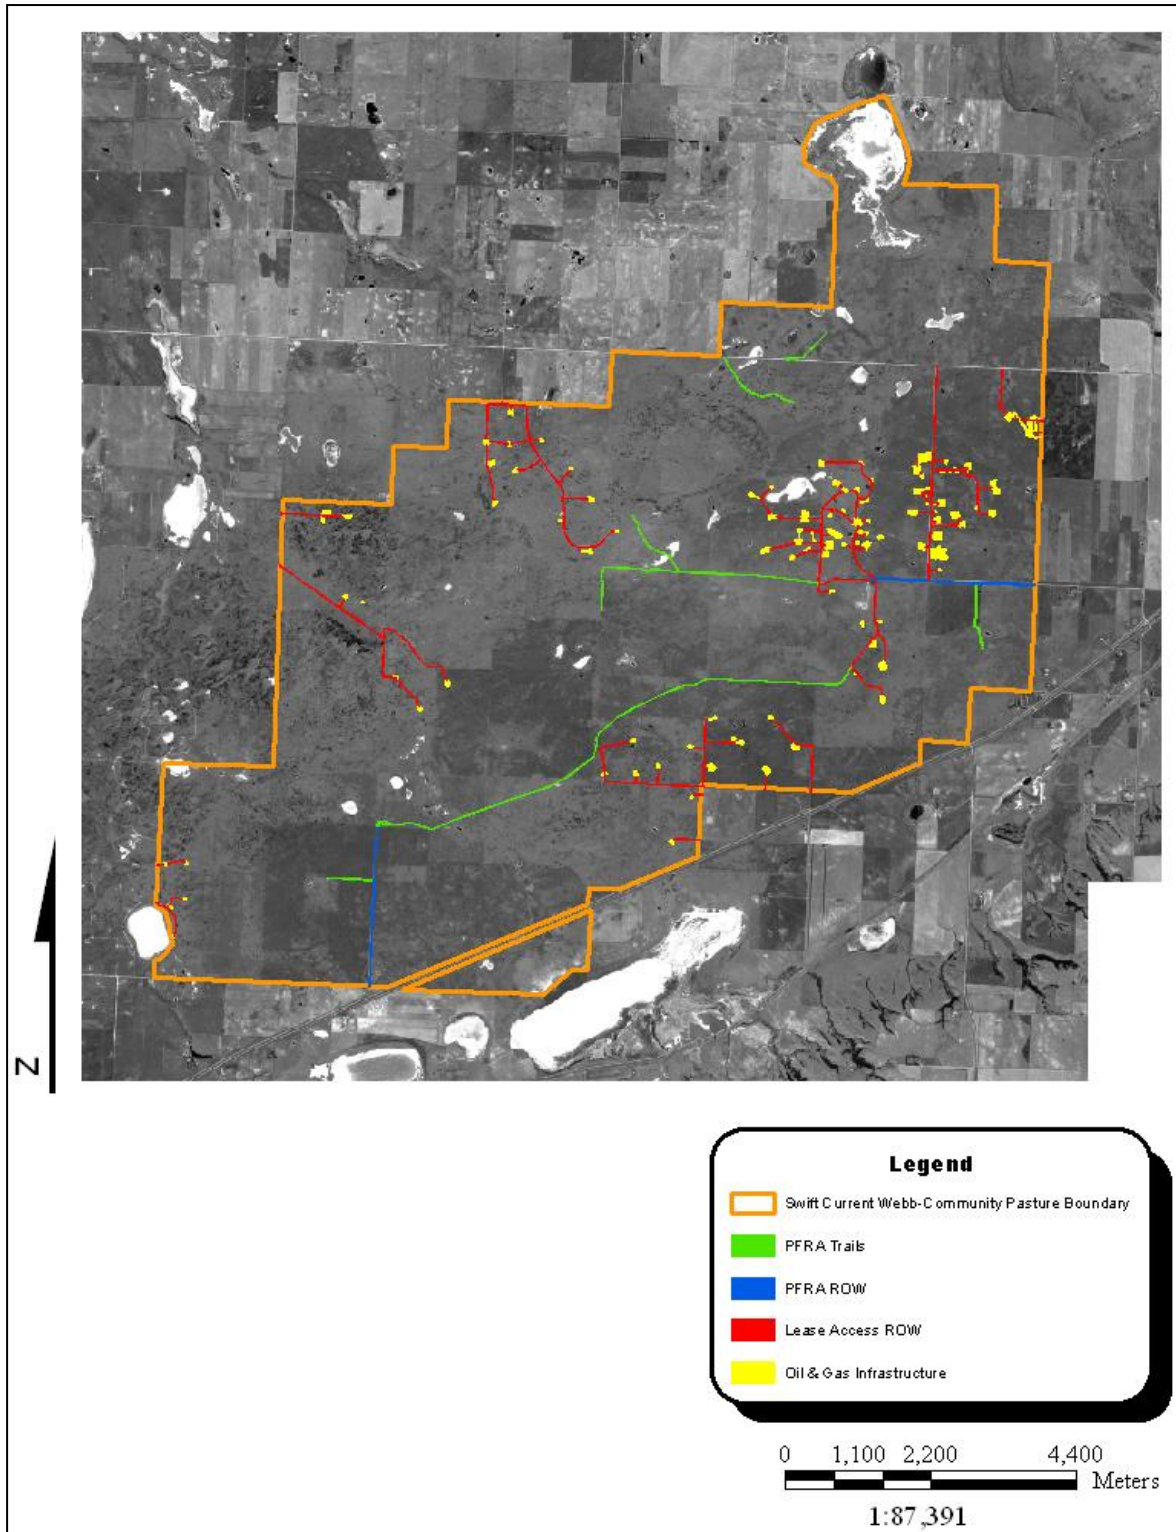 N
Legend
Swift Current Webb-Community Pasture Boundary
PFRA Trails
PFRA ROW
Lease Access ROW
Oil & Gas Infrastructure
0 1,100 2,200 4,400
Meters
1:87,391